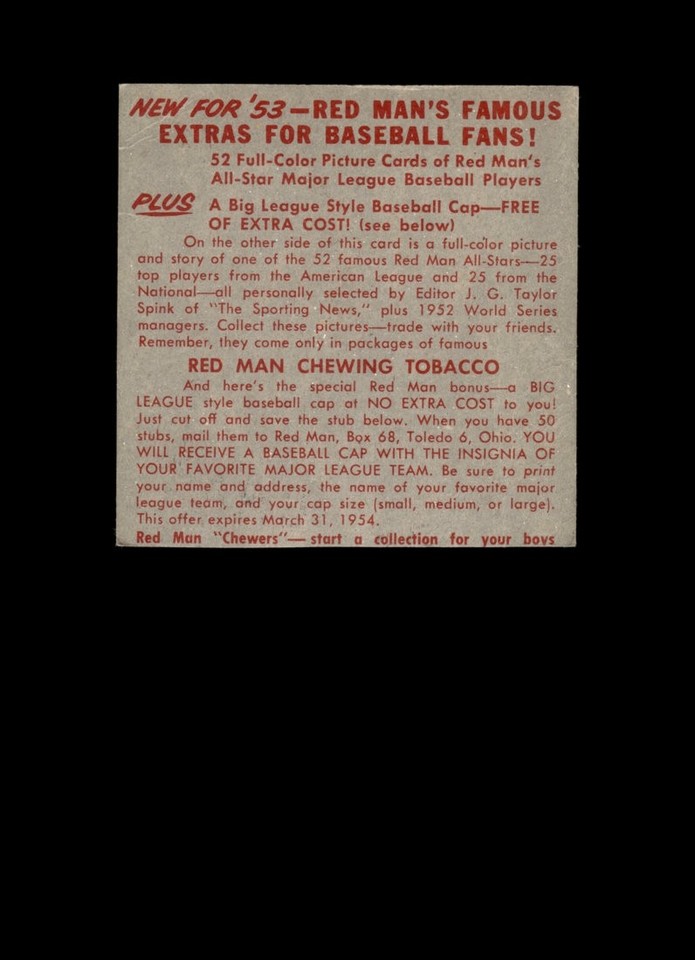 NEW FOR '53—RED MAN'S FAMOUS
EXTRAS FOR BASEBALL FANS!
52 Full-Color Picture Cards of Red Man's
All-Star Major League Baseball Players
PLUS A Big League Style Baseball Cap—FREE
OF EXTRA COST! (see below)
On the other side of this card is a full-color picture
and story of one of the 52 famous Red Man All-Stars—25
top players from the American League and 25 from the
National—all personally selected by Editor J. G. Taylor
Spink of "The Sporting News," plus 1952 World Series
managers. Collect these pictures—trade with your friends.
Remember, they come only in packages of famous
RED MAN CHEWING TOBACCO
And here's the special Red Man bonus—a BIG
LEAGUE style baseball cap at NO EXTRA COST to you!
Just cut off and save the stub below. When you have 50
stubs, mail them to Red Man, Box 68, Toledo 6, Ohio. YOU
WILL RECEIVE A BASEBALL CAP WITH THE INSIGNIA OF
YOUR FAVORITE MAJOR LEAGUE TEAM. Be sure to print
your name and address, the name of your favorite major
league team, and your cap size (small, medium, or large).
This offer expires March 31, 1954.
Red Man "Chewers"—start a collection for your boys